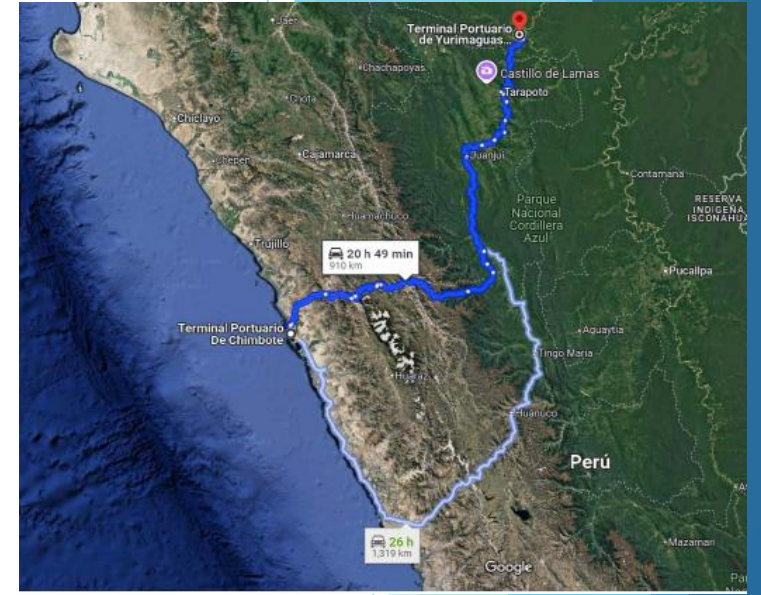 Jaén
Terminal Portuario
de Yurimaguas...
Chachapoyas
Castillo de Lamas
Tarapoto
Chota
Chiclayo
Chepén
Cajamarca
Juanjuí
Contamana
Parque
Nacional
Cordillera
Azul
RESERVA
INDÍGENA
ISCONAHUA
Huamachuco
Trujillo
20 h 49 min
910 km
Pucallpa
Terminal Portuario
De Chimbote
Aguaytía
Tingo María
Huaraz
Huánuco
Perú
26 h
1,319 km
Mazamari
Google